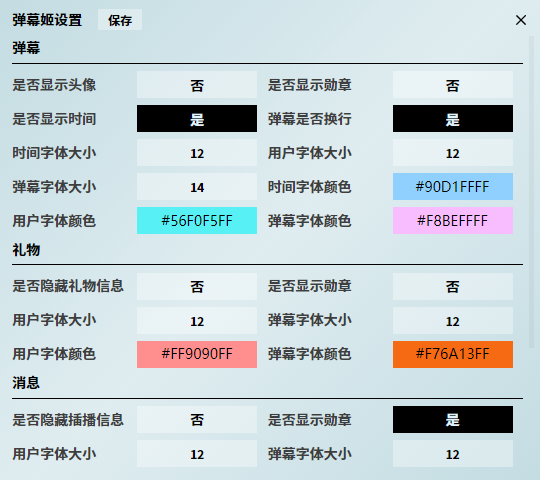 弹幕姬设置 保存
弹幕
是否显示头像 否 是否显示勋章 否
是否显示时间 是 弹幕是否换行 是
时间字体大小 12 用户字体大小 12
弹幕字体大小 14 时间字体颜色 #90D1FFFF
用户字体颜色 #56F0F5FF 弹幕字体颜色 #F8BEFFFF
礼物
是否隐藏礼物信息 否 是否显示勋章 否
用户字体大小 12 弹幕字体大小 12
用户字体颜色 #FF9090FF 弹幕字体颜色 #F76A13FF
消息
是否隐藏插播信息 否 是否显示勋章 是
用户字体大小 12 弹幕字体大小 12